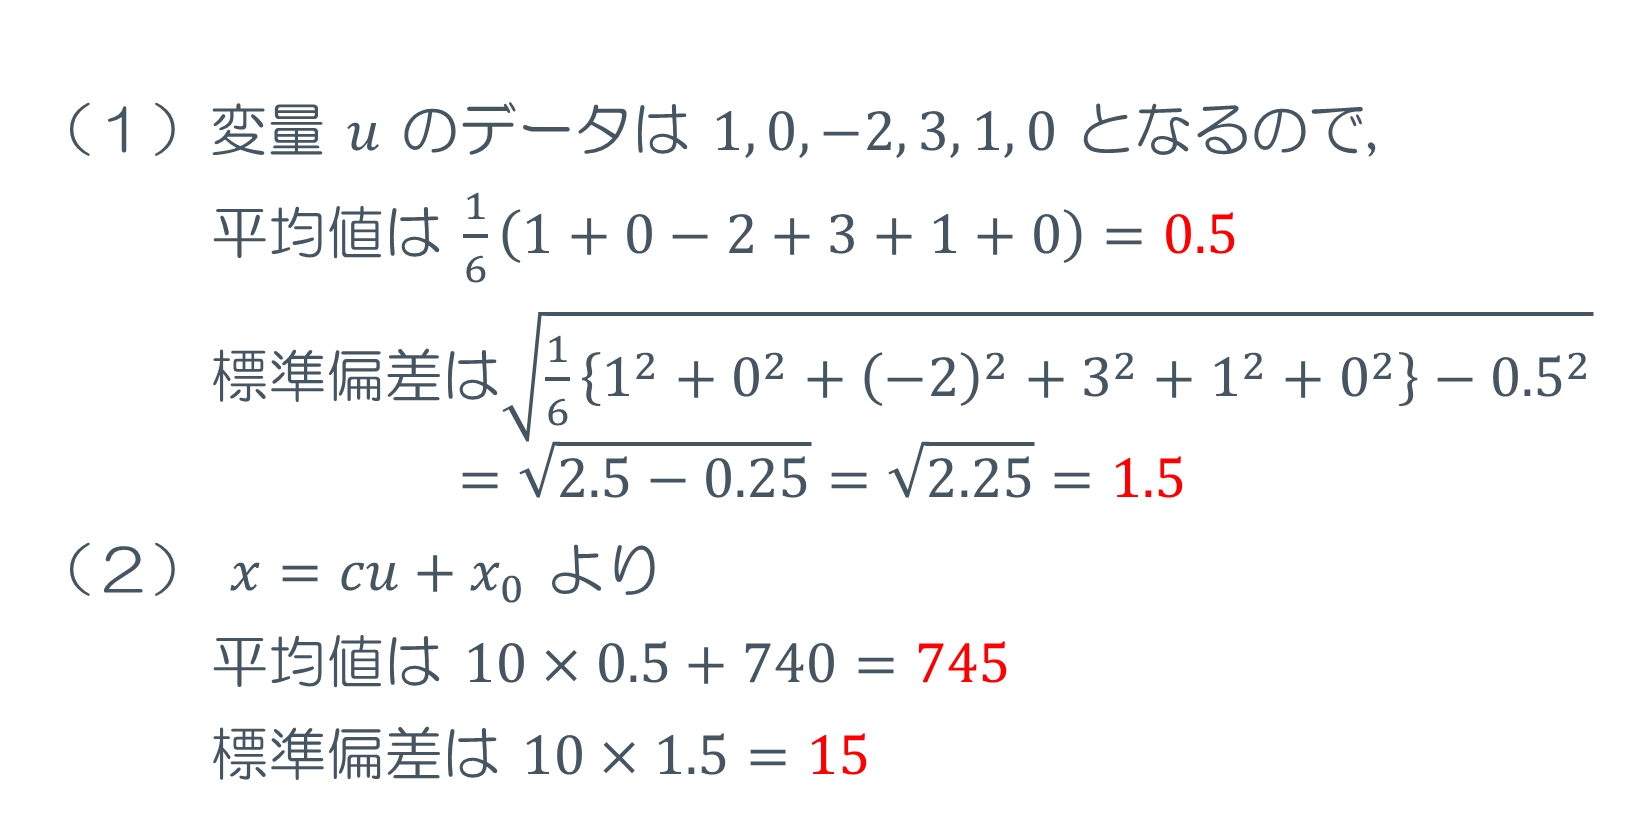 （１）変量 u のデータは 1, 0, −2, 3, 1, 0 となるので,
平均値は 1/6 (1 + 0 − 2 + 3 + 1 + 0) = 0.5
標準偏差は √(1/6 {1² + 0² + (−2)² + 3² + 1² + 0²} − 0.5²)
= √(2.5 − 0.25) = √2.25 = 1.5
（２） x = cu + x₀ より
平均値は 10 × 0.5 + 740 = 745
標準偏差は 10 × 1.5 = 15